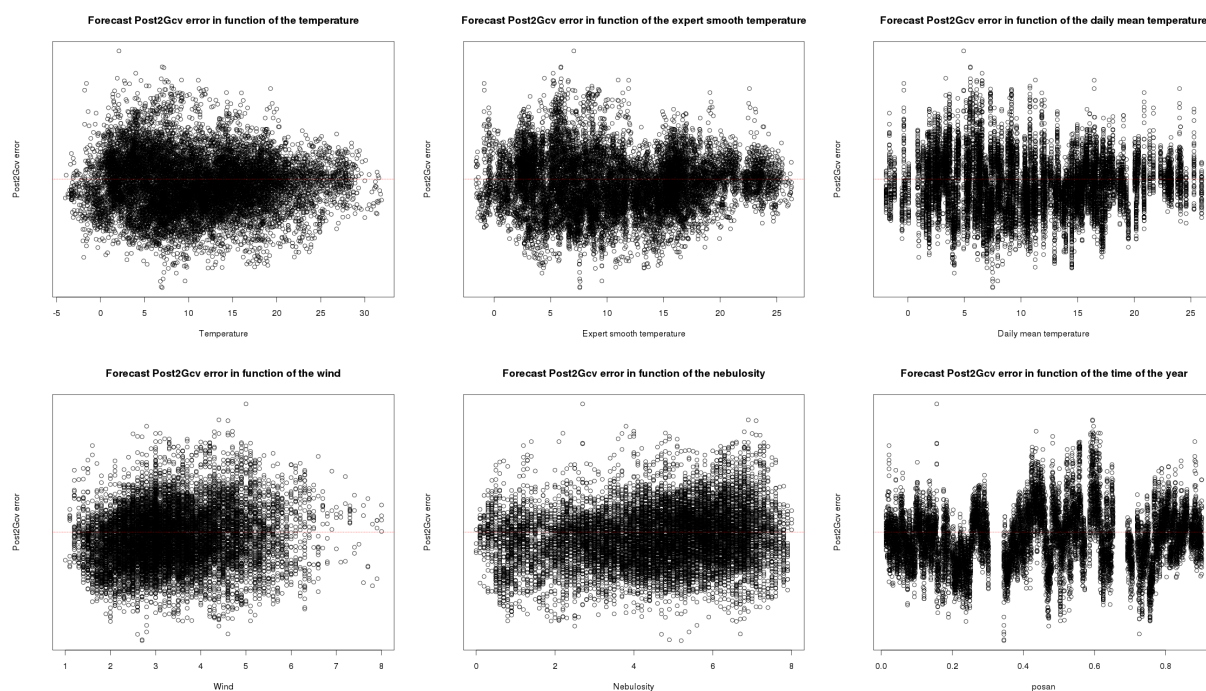 Forecast Post2Gcv error in function of the temperature
Forecast Post2Gcv error in function of the expert smooth temperature
Forecast Post2Gcv error in function of the daily mean temperature
Post2Gcv error
Post2Gcv error
Post2Gcv error
-5 0 5 10 15 20 25 30
0 5 10 15 20 25
0 5 10 15 20 25
Temperature
Expert smooth temperature
Daily mean temperature
Forecast Post2Gcv error in function of the wind
Forecast Post2Gcv error in function of the nebulosity
Forecast Post2Gcv error in function of the time of the year
Post2Gcv error
Post2Gcv error
Post2Gcv error
1 2 3 4 5 6 7 8
0 2 4 6 8
0.0 0.2 0.4 0.6 0.8
Wind
Nebulosity
posan